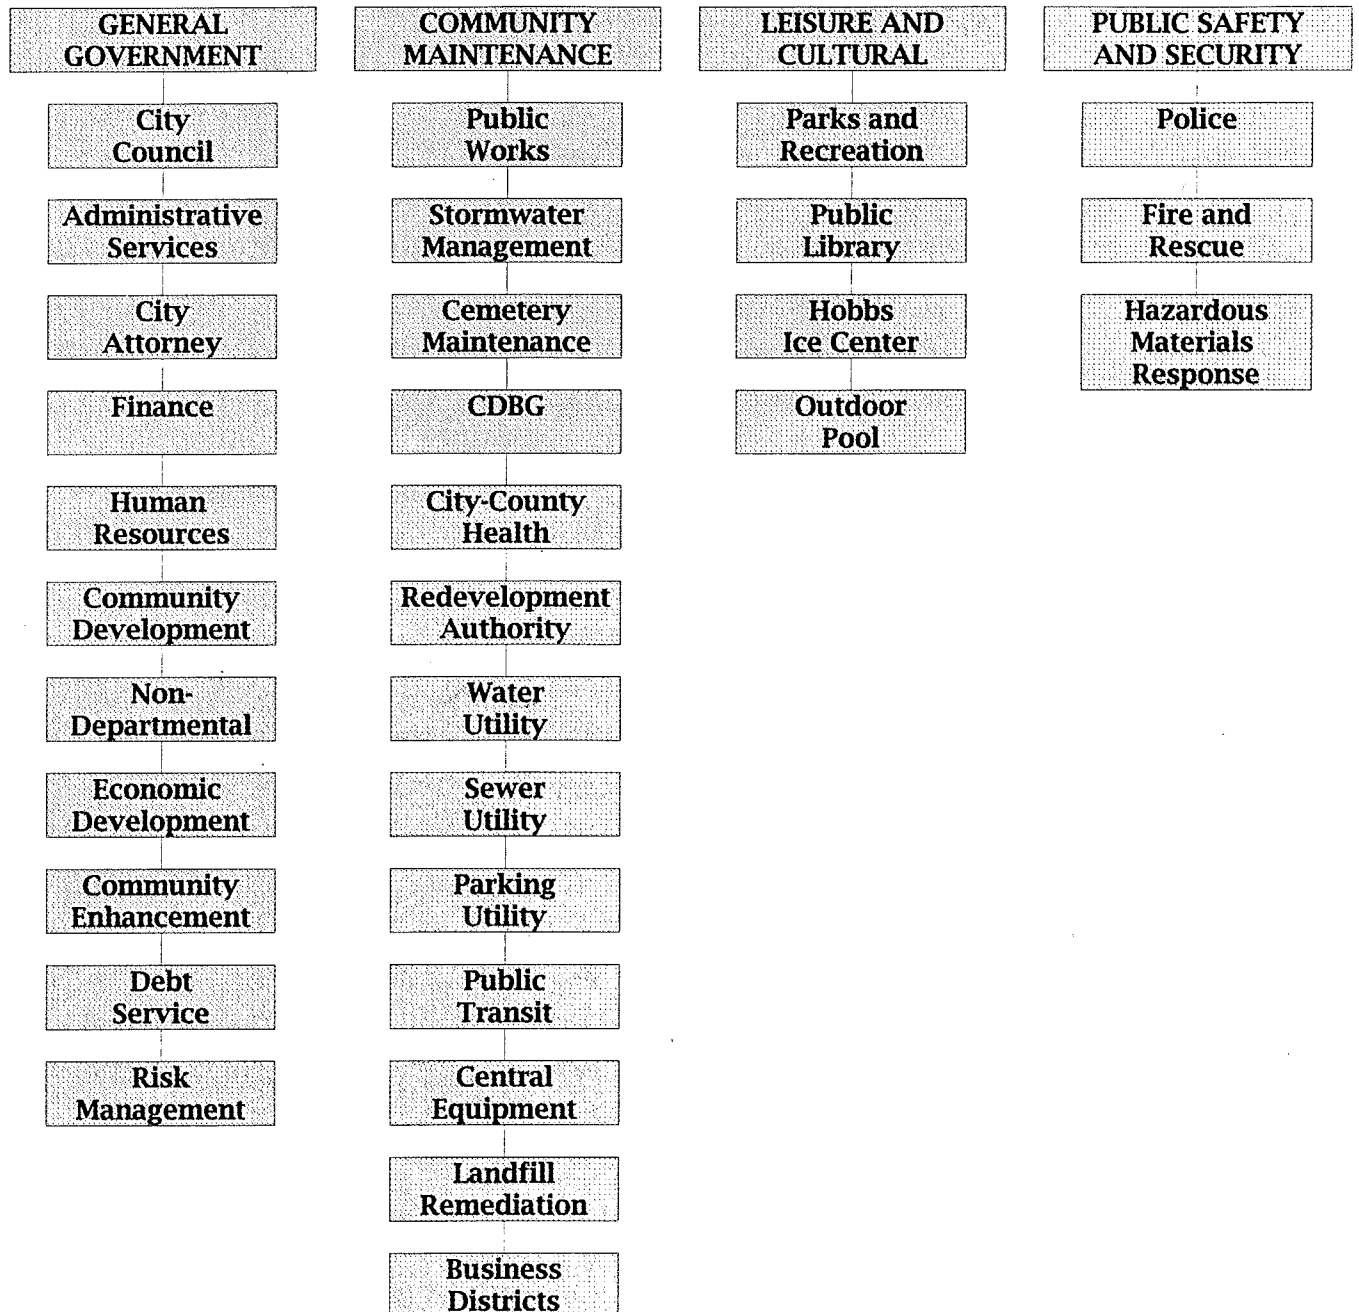 GENERAL
GOVERNMENT
City
Council
Administrative
Services
City
Attorney
Finance
Human
Resources
Community
Development
Non-
Departmental
Economic
Development
Community
Enhancement
Debt
Service
Risk
Management
COMMUNITY
MAINTENANCE
Public
Works
Stormwater
Management
Cemetery
Maintenance
CDBG
City-County
Health
Redevelopment
Authority
Water
Utility
Sewer
Utility
Parking
Utility
Public
Transit
Central
Equipment
Landfill
Remediation
Business
Districts
LEISURE AND
CULTURAL
Parks and
Recreation
Public
Library
Hobbs
Ice Center
Outdoor
Pool
PUBLIC SAFETY
AND SECURITY
Police
Fire and
Rescue
Hazardous
Materials
Response